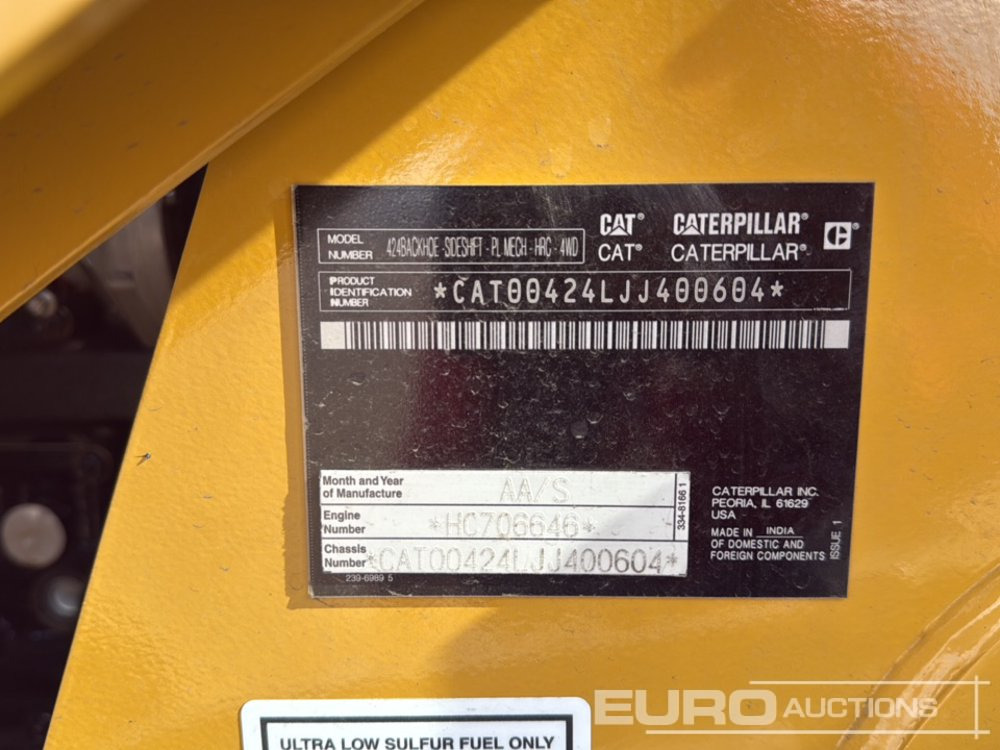 CAT® CATERPILLAR®
CAT® CATERPILLAR®
MODEL NUMBER 424BACKHOE - SIDESHIFT - PL MECH - HRC - 4WD
PRODUCT IDENTIFICATION NUMBER *CAT00424LJJ400604*
Month and Year of Manufacture AA/S
Engine Number *HC706646*
Chassis Number *CAT00424LJJ400604*
239-6989 5
334-8166 1
CATERPILLAR INC.
PEORIA, IL 61629
USA
MADE IN INDIA
OF DOMESTIC AND
FOREIGN COMPONENTS
ISSUE 1
ULTRA LOW SULFUR FUEL ONLY
EURO AUCTIONS